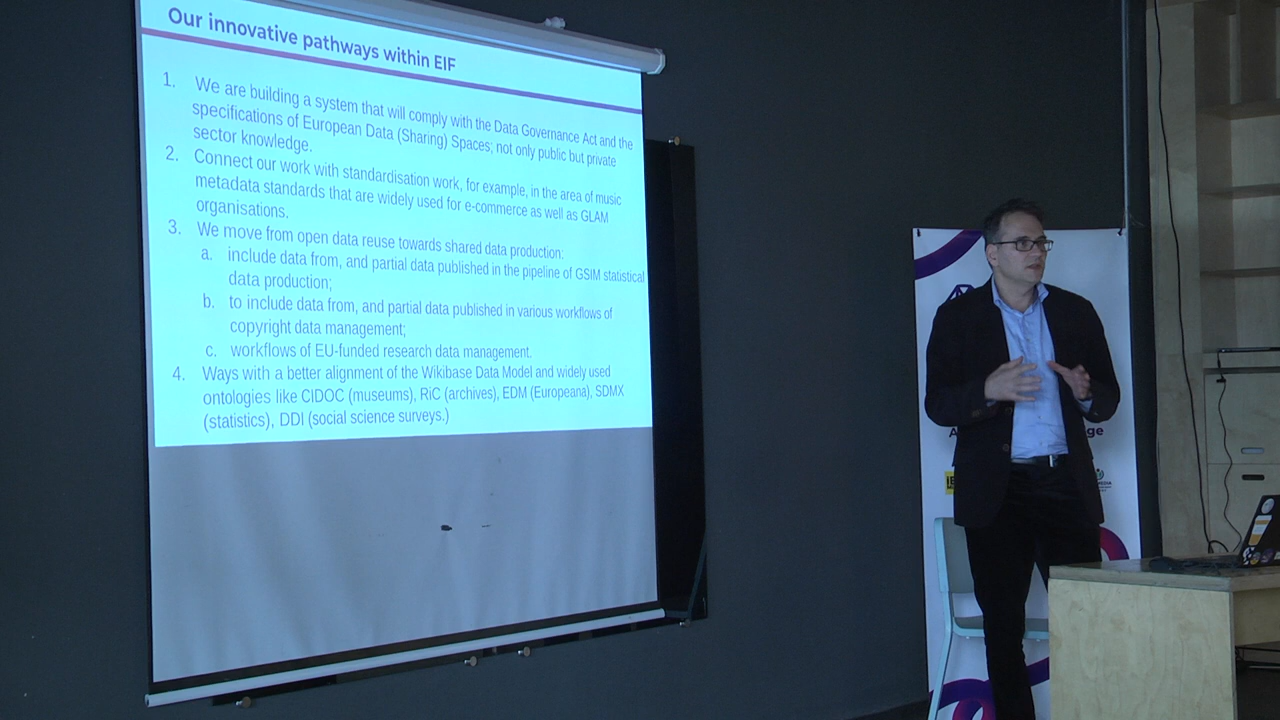 Our innovative pathways within EIF
1. We are building a system that will comply with the Data Governance Act and the
specifications of European Data (Sharing) Spaces; not only public but private
sector knowledge.
2. Connect our work with standardisation work, for example, in the area of music
metadata standards that are widely used for e-commerce as well as GLAM
organisations.
3. We move from open data reuse towards shared data production:
a. include data from, and partial data published in the pipeline of GSIM statistical
data production;
b. to include data from, and partial data published in various workflows of
copyright data management;
c. workflows of EU-funded research data management.
4. Ways with a better alignment of the Wikibase Data Model and widely used
ontologies like CIDOC (museums), RiC (archives), EDM (Europeana), SDMX
(statistics), DDI (social science surveys.)